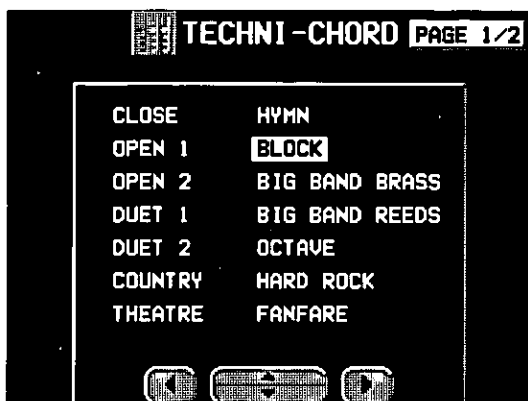 TECHNI-CHORD PAGE 1/2
CLOSE HYMN
OPEN 1 BLOCK
OPEN 2 BIG BAND BRASS
DUET 1 BIG BAND REEDS
DUET 2 OCTAVE
COUNTRY HARD ROCK
THEATRE FANFARE